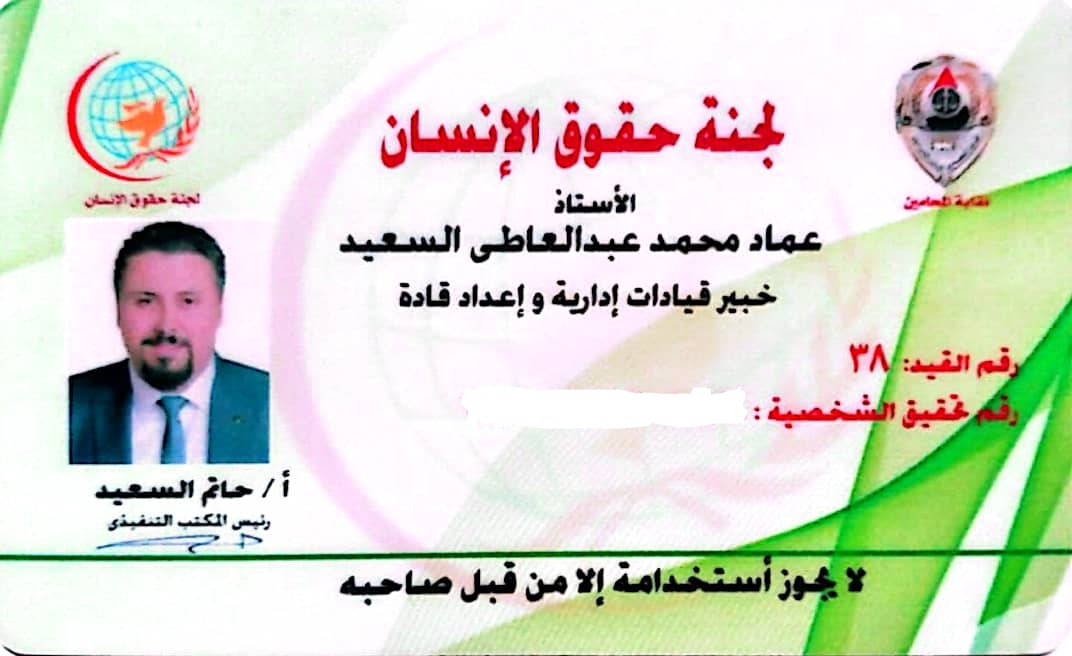 لجنة حقوق الإنسان
لجنة حقوق الإنسان
نقابة المحامين
الأستاذ
عماد محمد عبدالعاطى السعيد
خبير قيادات إدارية و إعداد قادة
رقم القيد: ٣٨
رقم تحقيق الشخصية :
أ / حاتم السعيد
رئيس المكتب التنفيذى
لا يجوز أستخدامة إلا من قبل صاحبه